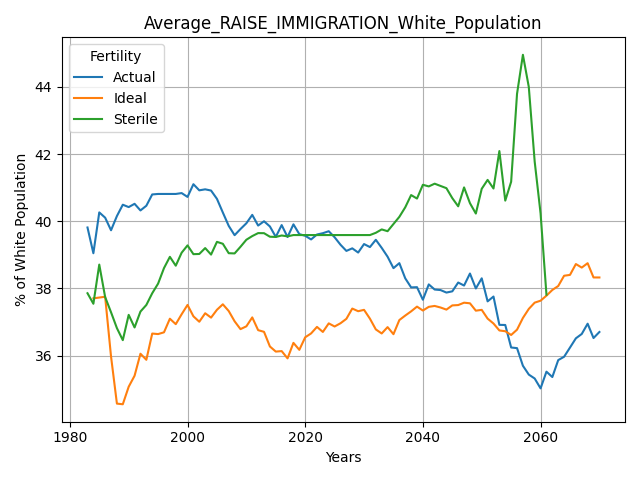 Average_RAISE_IMMIGRATION_White_Population
Fertility
Actual
Ideal
Sterile
% of White Population
44
42
40
38
36
1980
2000
2020
2040
2060
Years